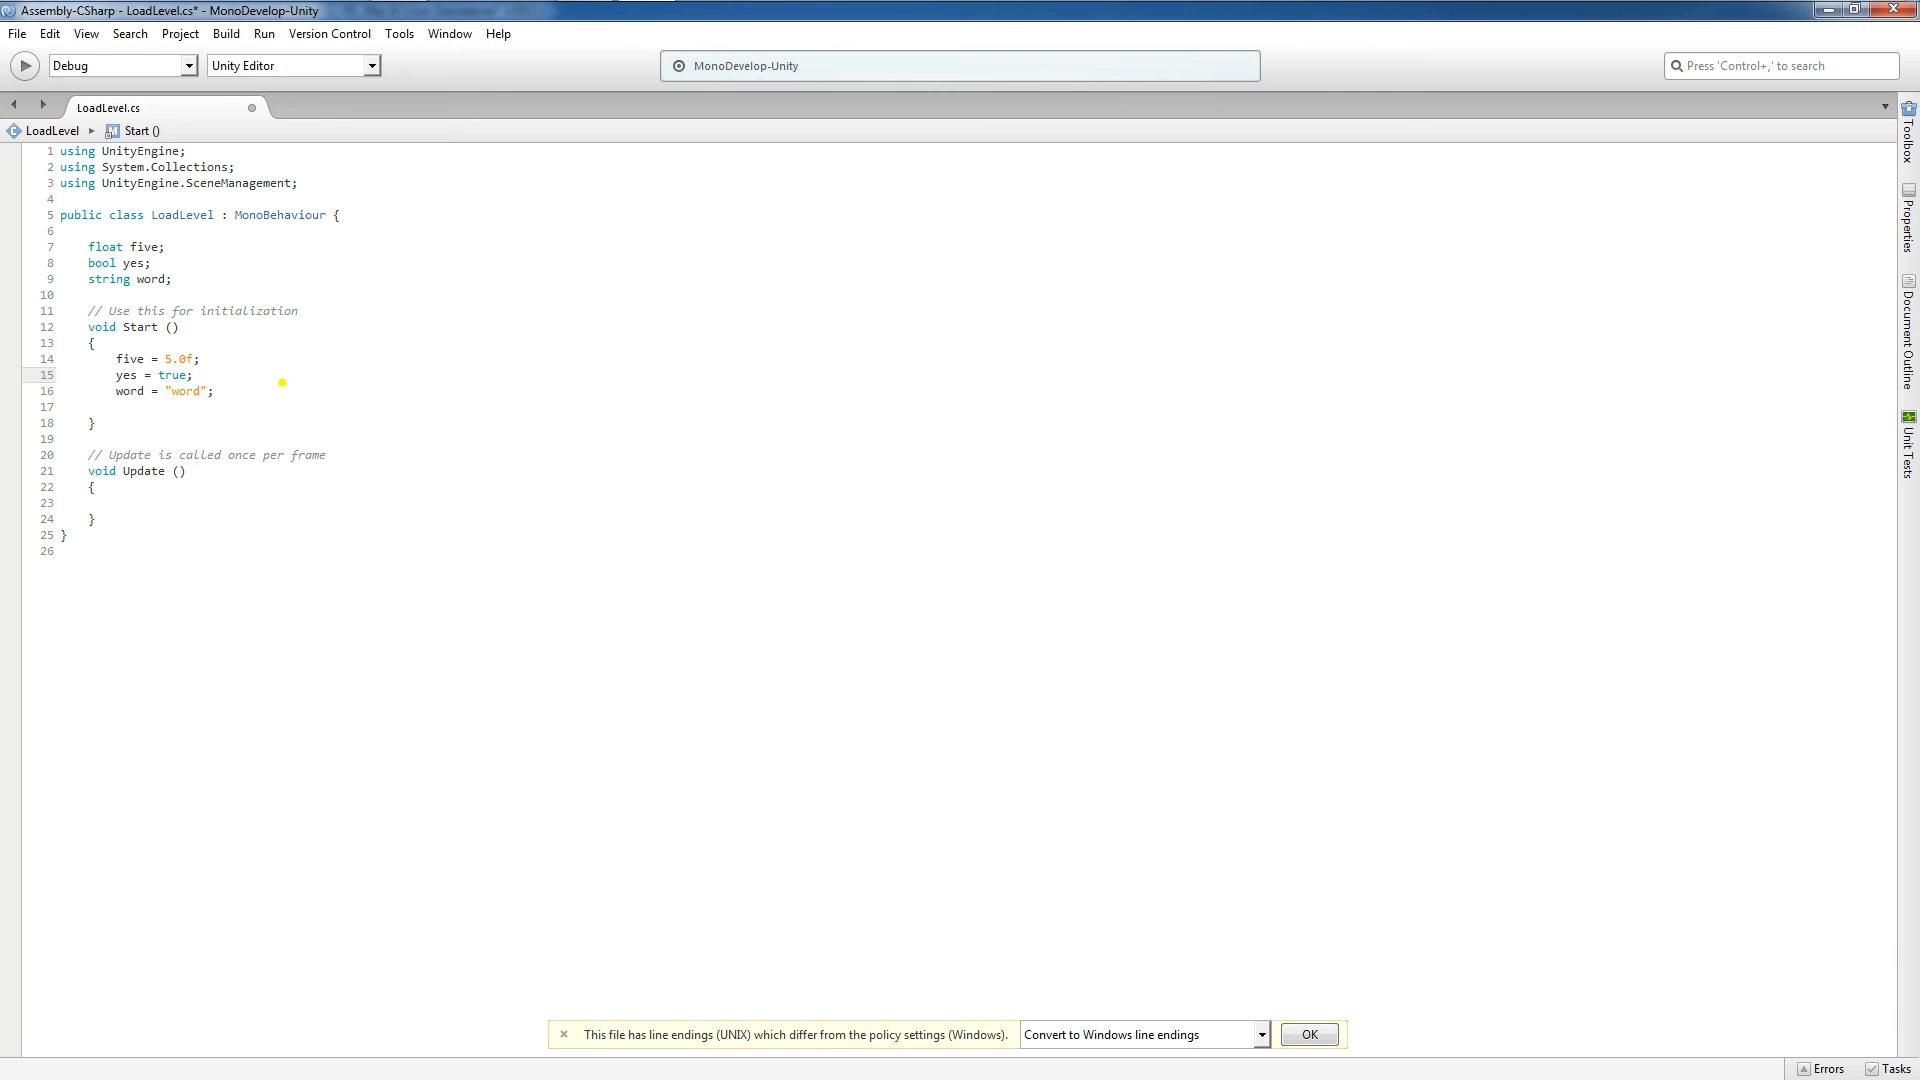 Assembly-CSharp - LoadLevel.cs* - MonoDevelop-Unity
File Edit View Search Project Build Run Version Control Tools Window Help
Debug Unity Editor MonoDevelop-Unity Press 'Control+,' to search
LoadLevel.cs
LoadLevel Start ()
1 using UnityEngine;
2 using System.Collections;
3 using UnityEngine.SceneManagement;
4
5 public class LoadLevel : MonoBehaviour {
6
7 float five;
8 bool yes;
9 string word;
10
11 // Use this for initialization
12 void Start ()
13 {
14 five = 5.0f;
15 yes = true;
16 word = "word";
17
18 }
19
20 // Update is called once per frame
21 void Update ()
22 {
23
24 }
25 }
26
Toolbox
Properties
Document Outline
Unit Tests
This file has line endings (UNIX) which differ from the policy settings (Windows). Convert to Windows line endings OK
Errors Tasks